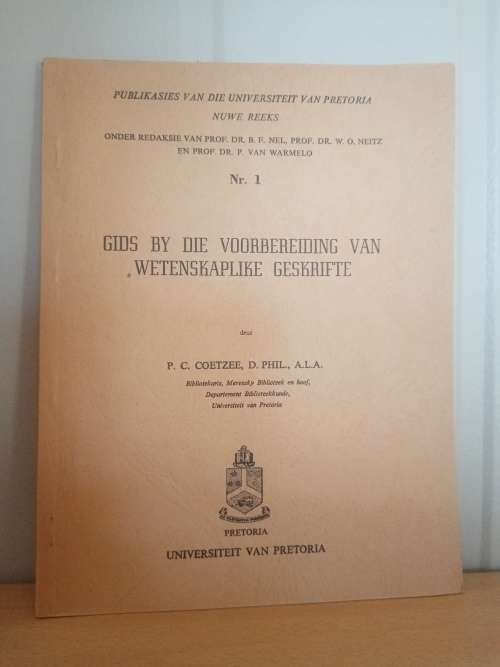 PUBLIKASIES VAN DIE UNIVERSITEIT VAN PRETORIA
NUWE REEKS
ONDER REDAKSIE VAN PROF. DR. B. F. NEL, PROF. DR. W. O. NEITZ
EN PROF. DR. P. VAN WARMELO
Nr. 1
GIDS BY DIE VOORBEREIDING VAN
WETENSKAPLIKE GESKRIFTE
deur
P. C. COETZEE, D. PHIL., A.L.A.
Bibliotekaris, Merensky Biblioteek en hoof,
Departement Biblioteekkunde,
Universiteit van Pretoria
PRETORIA
UNIVERSITEIT VAN PRETORIA